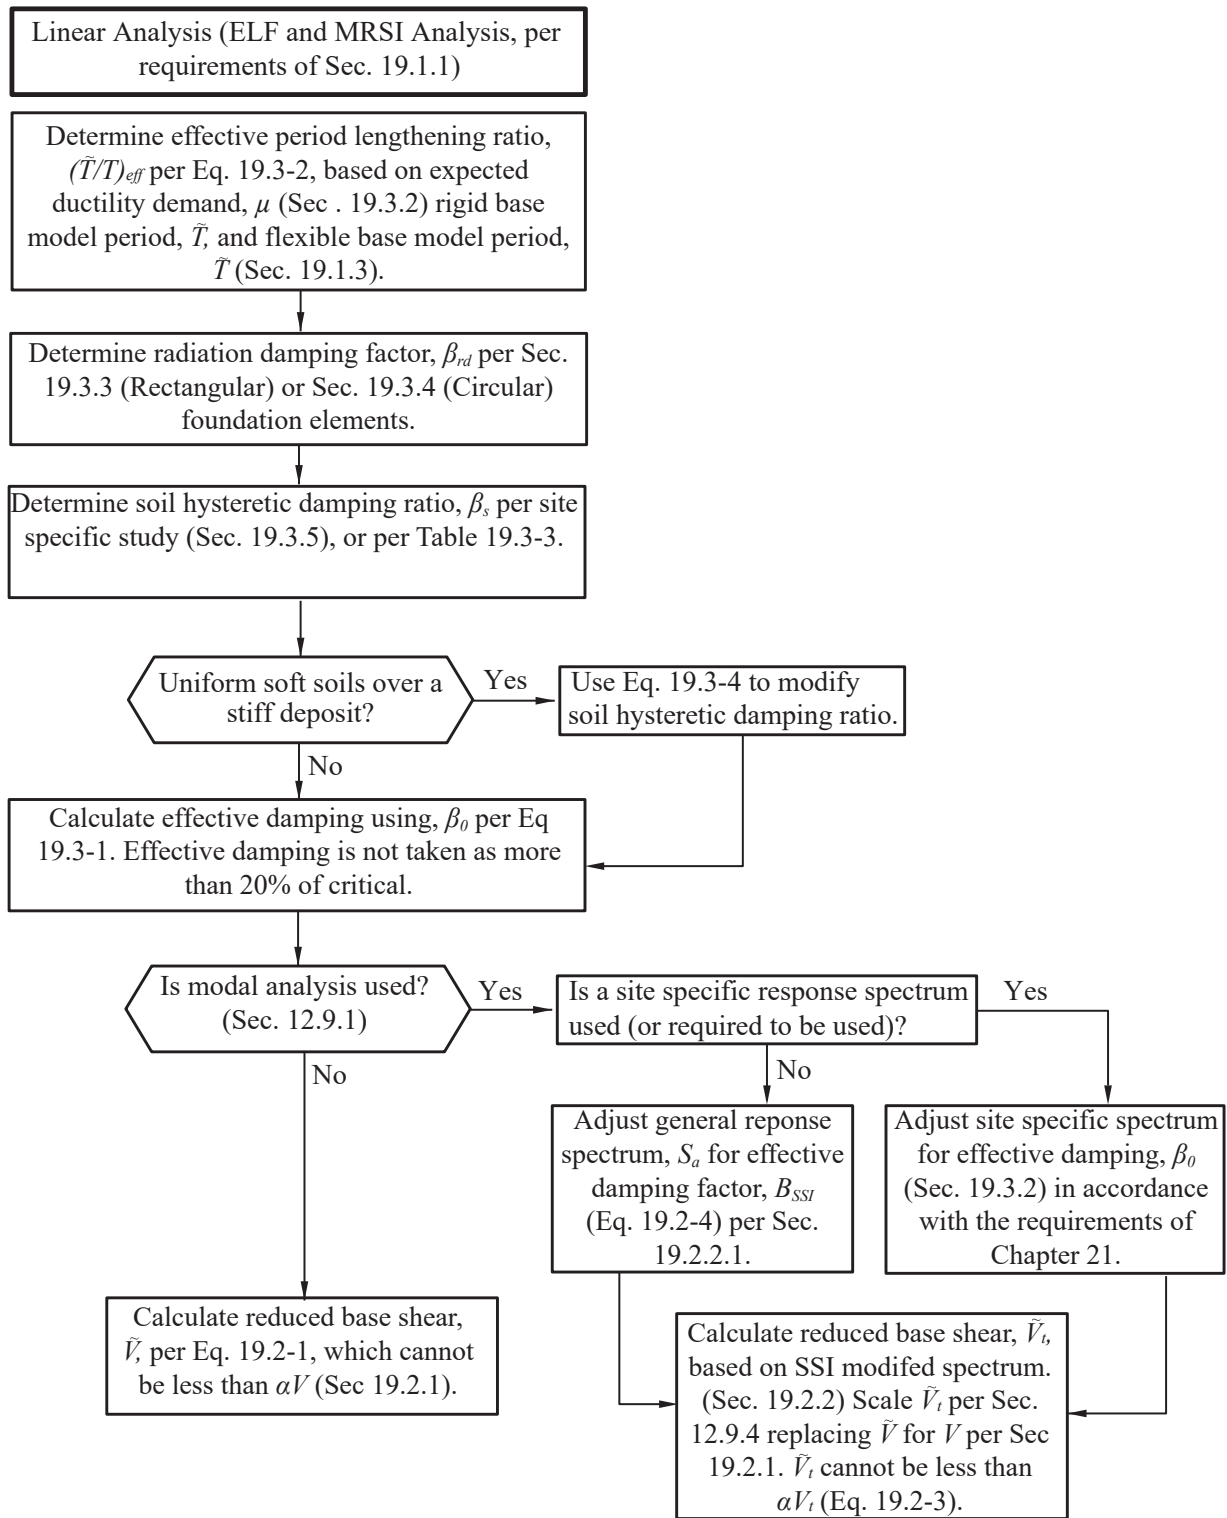 Linear Analysis (ELF and MRSI Analysis, per
requirements of Sec. 19.1.1)
Determine effective period lengthening ratio,
(T̃/T)eff per Eq. 19.3-2, based on expected
ductility demand, μ (Sec . 19.3.2) rigid base
model period, T̃, and flexible base model period,
T̃ (Sec. 19.1.3).
Determine radiation damping factor, βrd per Sec.
19.3.3 (Rectangular) or Sec. 19.3.4 (Circular)
foundation elements.
Determine soil hysteretic damping ratio, βs per site
specific study (Sec. 19.3.5), or per Table 19.3-3.
Uniform soft soils over a
stiff deposit?
Yes
Use Eq. 19.3-4 to modify
soil hysteretic damping ratio.
No
Calculate effective damping using, β0 per Eq
19.3-1. Effective damping is not taken as more
than 20% of critical.
Is modal analysis used?
(Sec. 12.9.1)
Yes
Is a site specific response spectrum
used (or required to be used)?
Yes
No
No
Adjust general reponse
spectrum, Sa for effective
damping factor, BSSI
(Eq. 19.2-4) per Sec.
19.2.2.1.
Adjust site specific spectrum
for effective damping, β0
(Sec. 19.3.2) in accordance
with the requirements of
Chapter 21.
Calculate reduced base shear,
Ṽ, per Eq. 19.2-1, which cannot
be less than αV (Sec 19.2.1).
Calculate reduced base shear, Ṽt,
based on SSI modifed spectrum.
(Sec. 19.2.2) Scale Ṽt per Sec.
12.9.4 replacing Ṽ for V per Sec
19.2.1. Ṽt cannot be less than
αVt (Eq. 19.2-3).